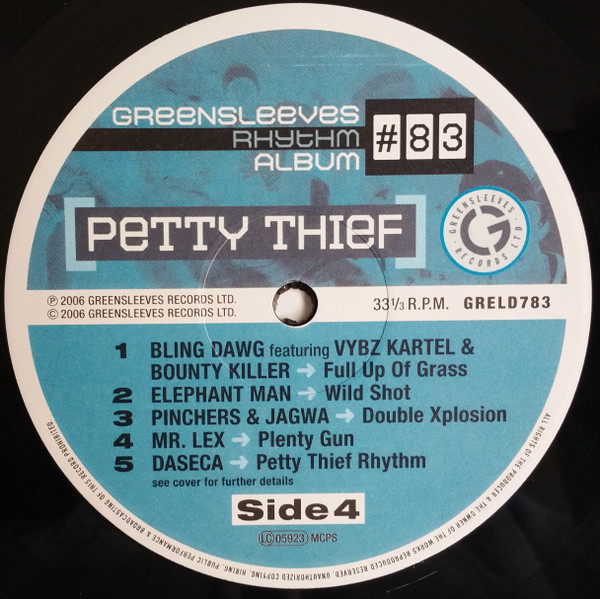 GREENSLEEVES
RHYTHM
ALBUM
#83
[PETTY THIEF]
GREENSLEEVES
RECORDS LTD
G
℗ 2006 GREENSLEEVES RECORDS LTD.
© 2006 GREENSLEEVES RECORDS LTD.
33 1/3 R.P.M. GRELD783
1 BLING DAWG featuring VYBZ KARTEL &
BOUNTY KILLER → Full Up Of Grass
2 ELEPHANT MAN → Wild Shot
3 PINCHERS & JAGWA → Double Xplosion
4 MR. LEX → Plenty Gun
5 DASECA → Petty Thief Rhythm
see cover for further details
Side 4
LC 05923 MCPS
ALL RIGHTS OF THE PRODUCER & THE OWNER OF THE WORKS REPRODUCED RESERVED. UNAUTHORIZED COPYING, HIRING, PUBLIC PERFORMANCE & BROADCASTING OF THIS RECORD PROHIBITED.